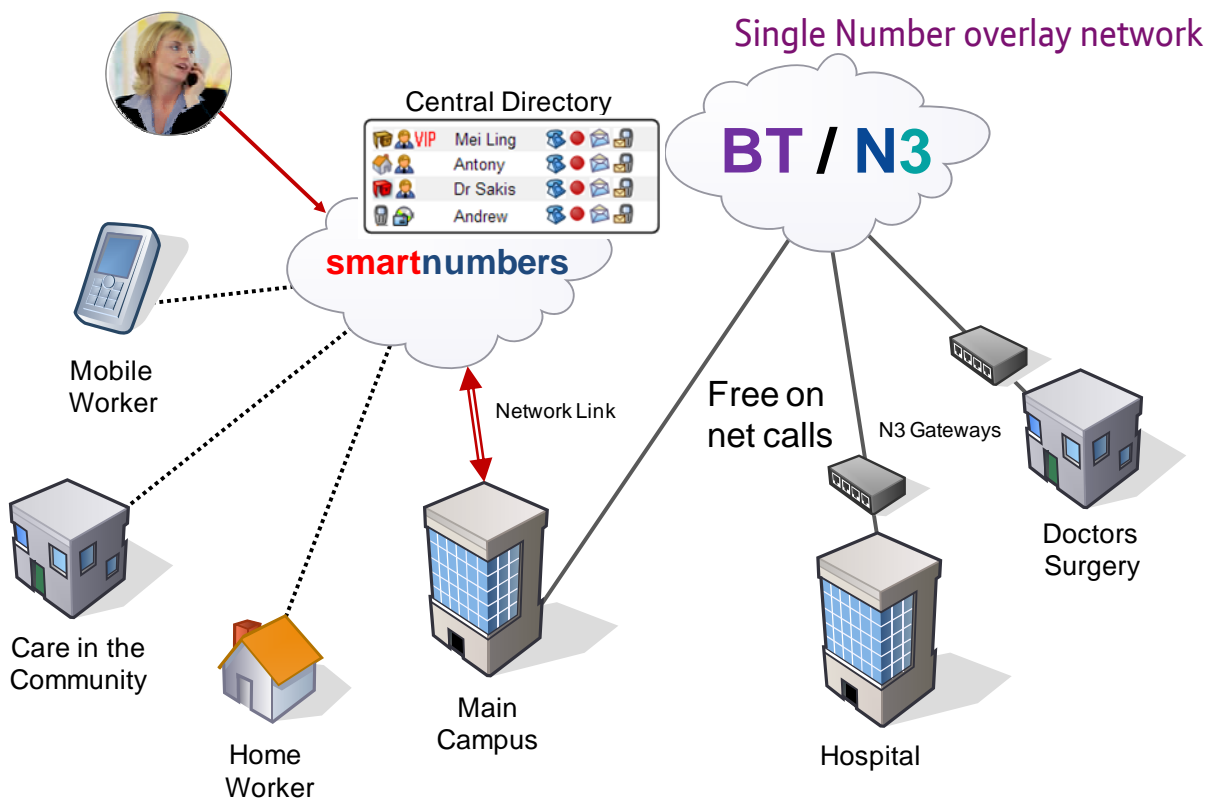 Single Number overlay network
Central Directory
VIP Mei Ling
Antony
Dr Sakis
Andrew
BT / N3
smartnumbers
Mobile
Worker
Network Link
Free on
net calls
N3 Gateways
Doctors
Surgery
Care in the
Community
Main
Campus
Hospital
Home
Worker